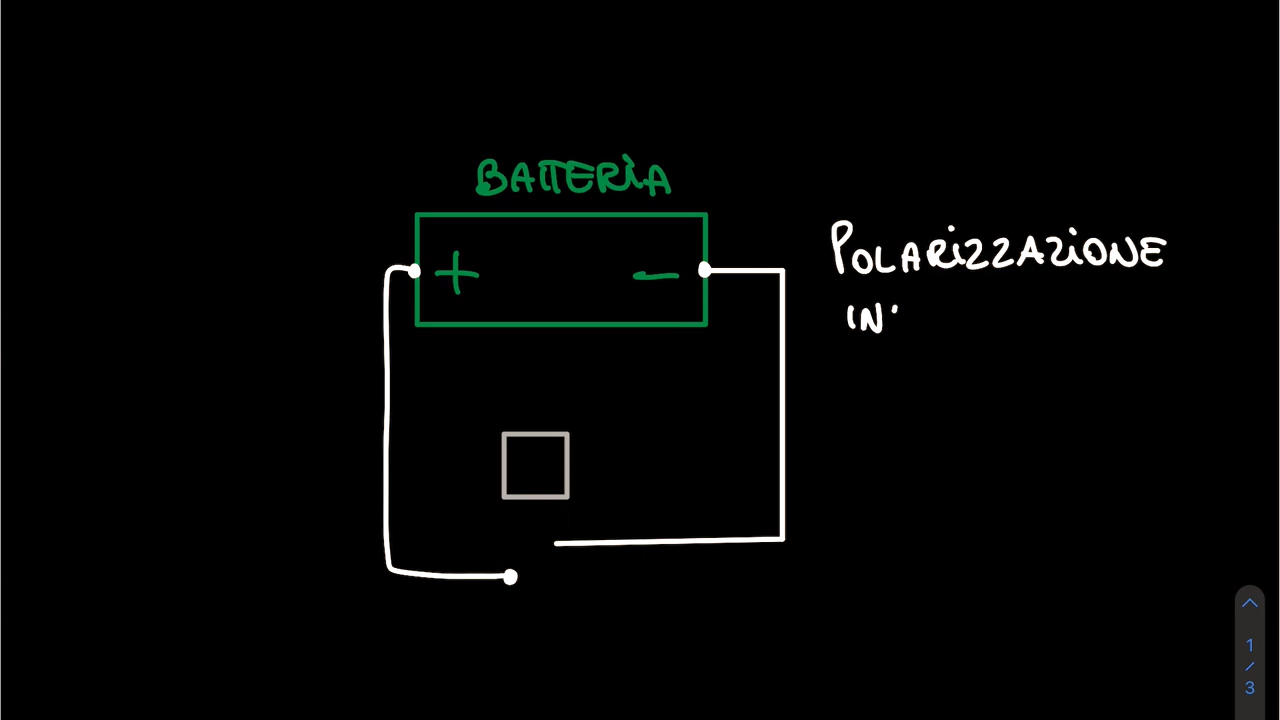 BATTERiA
+ −
POLARiZZAZiONE
IN'
1
/
3